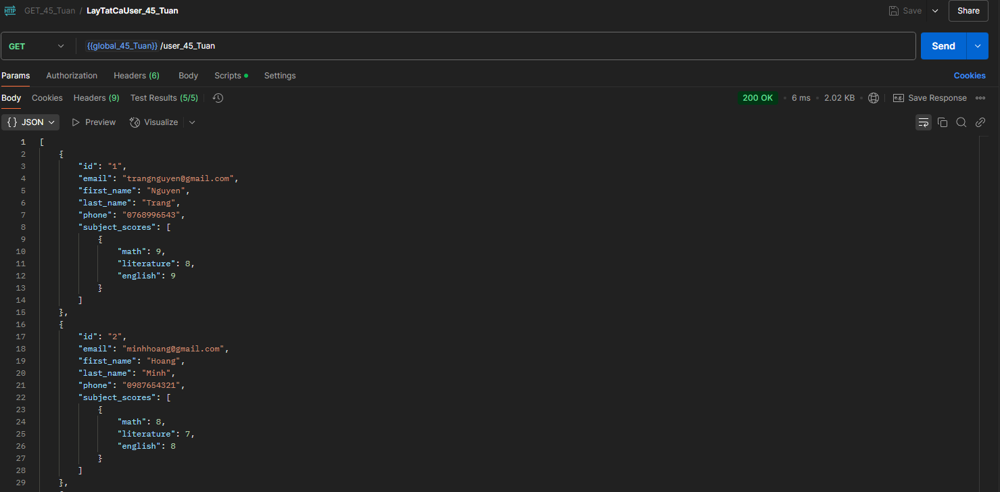 HTTP GET_45_Tuan / LayTatCaUser_45_Tuan Save Share
GET {{global_45_Tuan}} /user_45_Tuan Send
Params Authorization Headers (6) Body Scripts Settings Cookies
Body Cookies Headers (9) Test Results (5/5) 200 OK • 6 ms • 2.02 KB • e.g. Save Response
{} JSON Preview Visualize
1 [
2 {
3 "id": "1",
4 "email": "trangnguyen@gmail.com",
5 "first_name": "Nguyen",
6 "last_name": "Trang",
7 "phone": "0768996543",
8 "subject_scores": [
9 {
10 "math": 9,
11 "literature": 8,
12 "english": 9
13 }
14 ]
15 },
16 {
17 "id": "2",
18 "email": "minhhoang@gmail.com",
19 "first_name": "Hoang",
20 "last_name": "Minh",
21 "phone": "0987654321",
22 "subject_scores": [
23 {
24 "math": 8,
25 "literature": 7,
26 "english": 8
27 }
28 ]
29 },